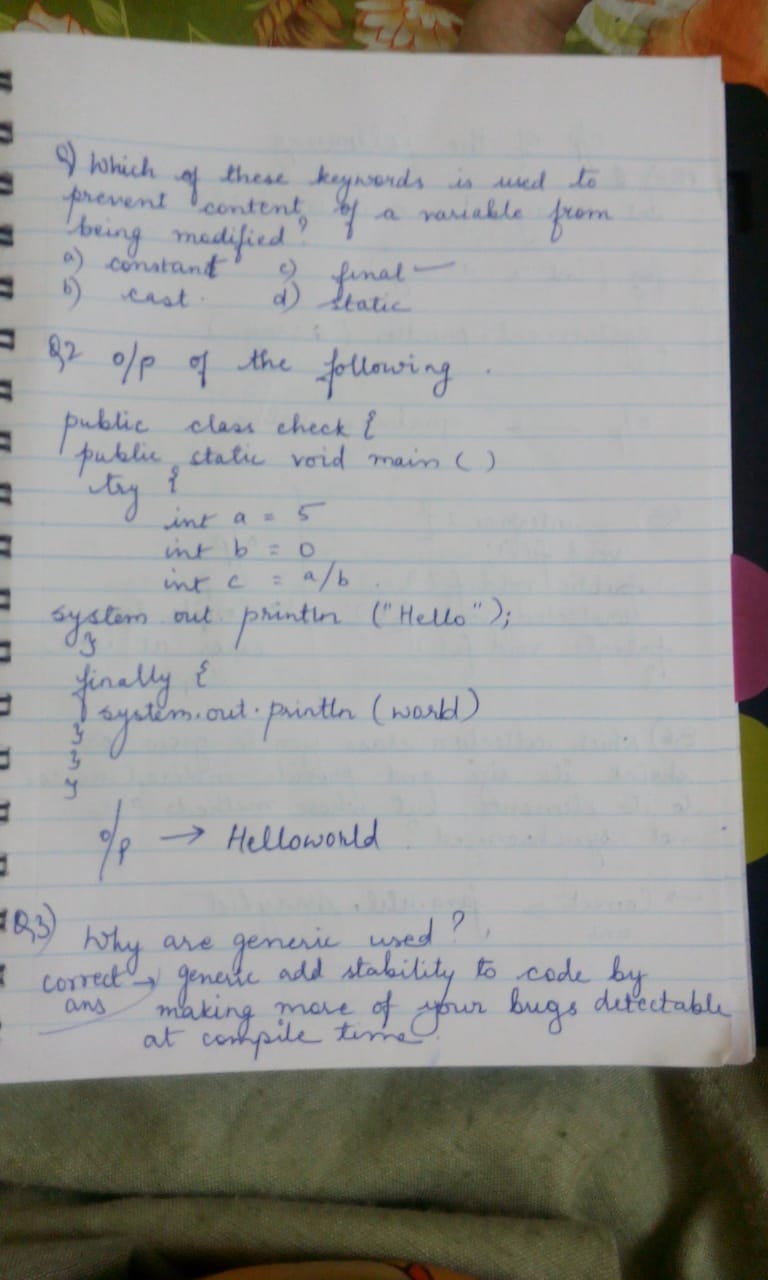 Q) Which of these keywords is used to
prevent content of a variable from
being modified?
a) constant c) final —
b) cast. d) static
Q2 o/p of the following.
public class check {
public static void main ( )
try {
int a = 5
int b = 0
int c = a/b.
system out println ("Hello");
}
finally {
system.out.println (world)
}
}
}
o/p → Helloworld
Q3) Why are generic used?
correct → generic add stability to code by
ans making more of your bugs detectable
at compile time.